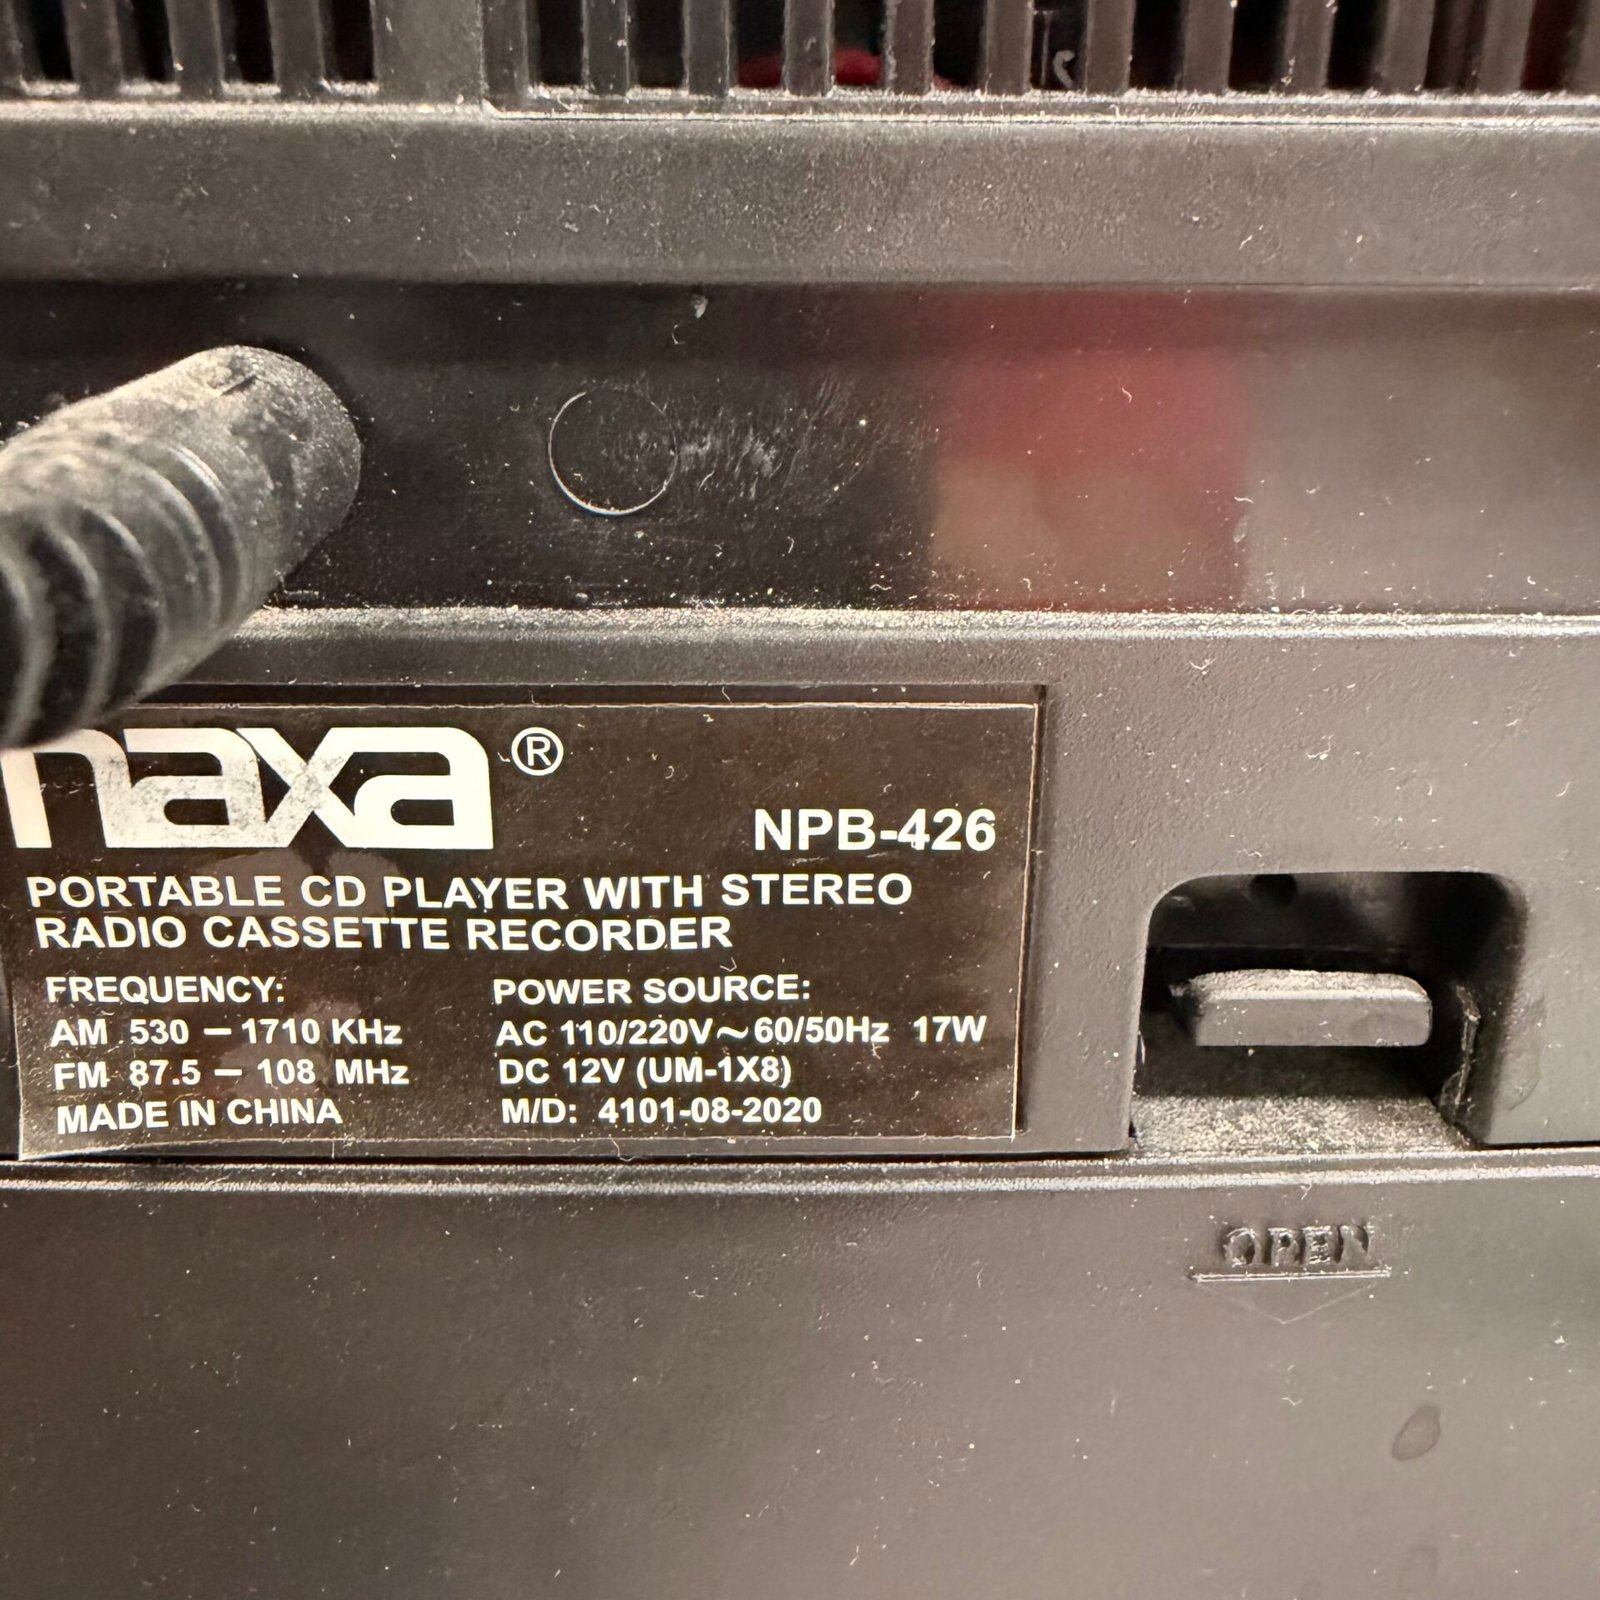 naxa®
NPB-426
PORTABLE CD PLAYER WITH STEREO
RADIO CASSETTE RECORDER
FREQUENCY:
AM 530 – 1710 KHz
FM 87.5 – 108 MHz
MADE IN CHINA
POWER SOURCE:
AC 110/220V~60/50Hz 17W
DC 12V (UM-1X8)
M/D: 4101-08-2020
OPEN